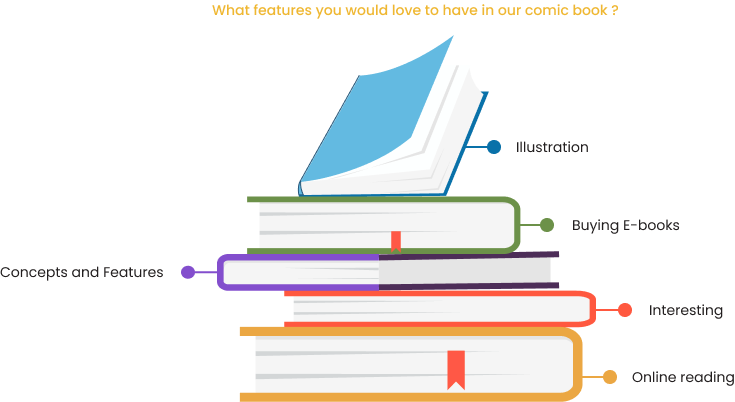 What features you would love to have in our comic book ?
Illustration
Buying E-books
Concepts and Features
Interesting
Online reading